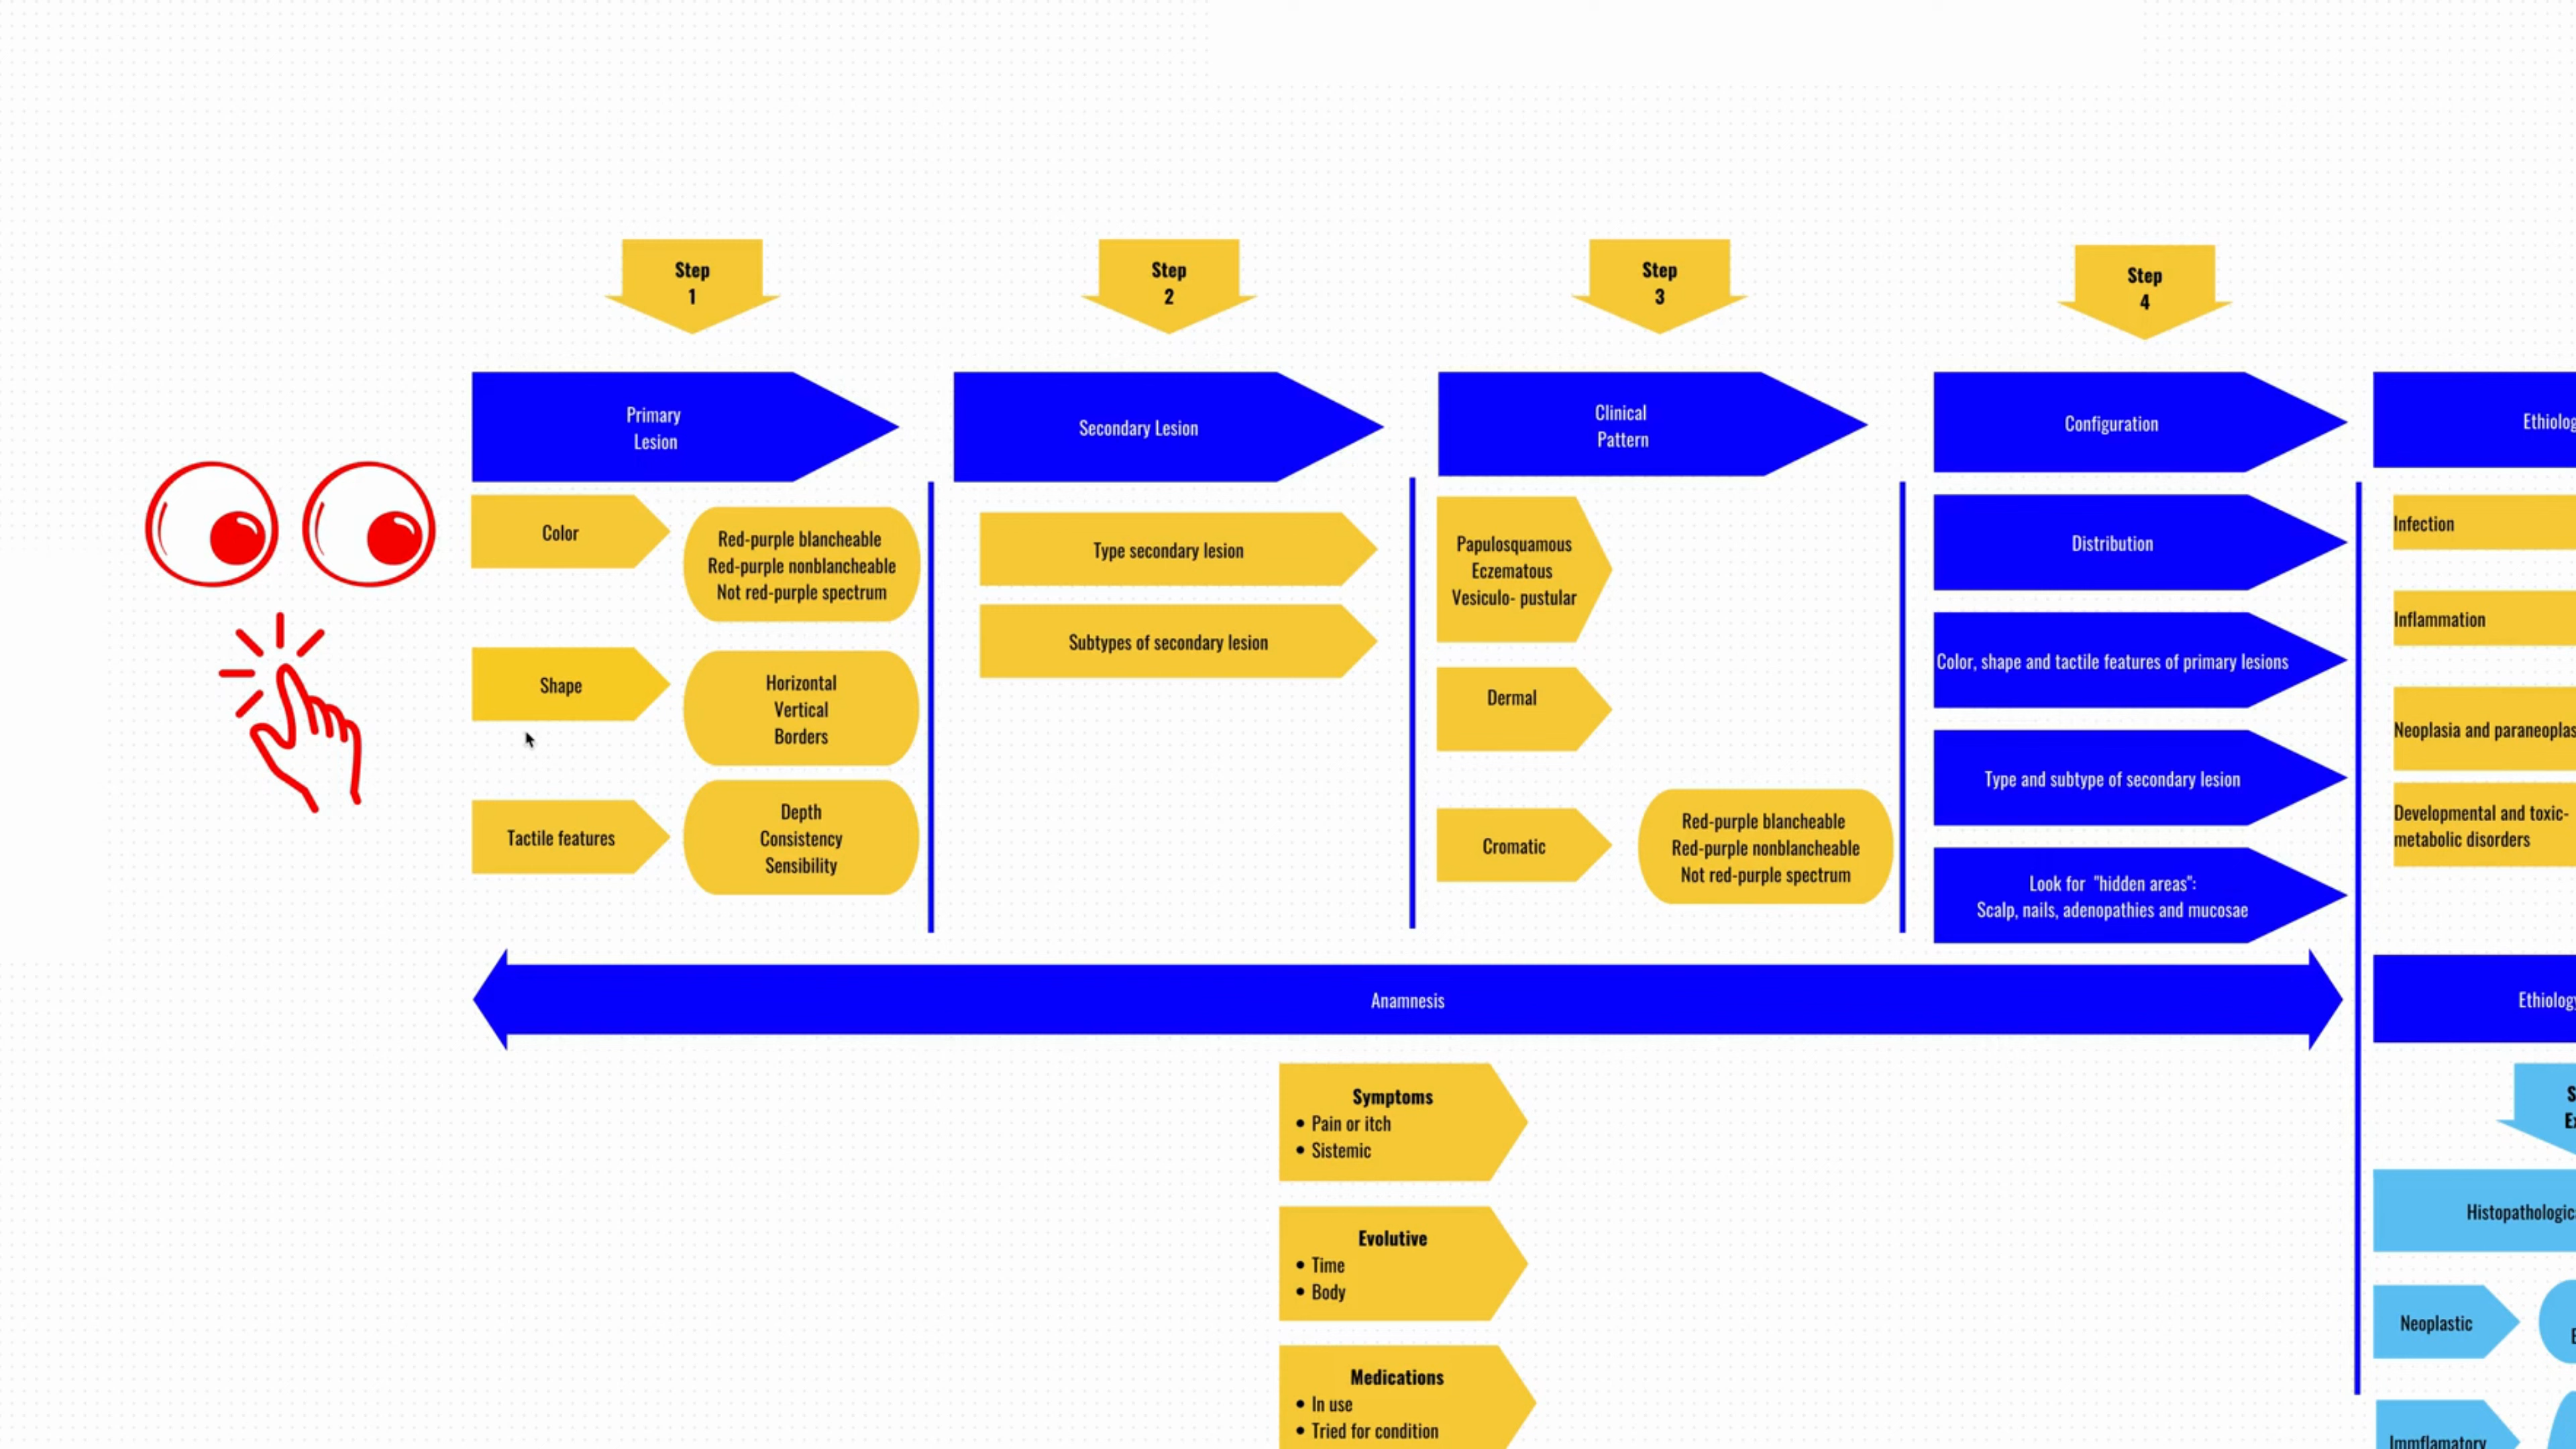 Step
1
Step
2
Step
3
Step
4
Primary
Lesion
Secondary Lesion
Clinical
Pattern
Configuration
Color
Red-purple blancheable
Red-purple nonblancheable
Not red-purple spectrum
Shape
Horizontal
Vertical
Borders
Tactile features
Depth
Consistency
Sensibility
Type secondary lesion
Subtypes of secondary lesion
Papulosquamous
Eczematous
Vesiculo- pustular
Dermal
Cromatic
Red-purple blancheable
Red-purple nonblancheable
Not red-purple spectrum
Distribution
Color, shape and tactile features of primary lesions
Type and subtype of secondary lesion
Look for "hidden areas":
Scalp, nails, adenopathies and mucosae
Infection
Inflammation
Neoplasia and
Developmental and toxic-
metabolic disorders
Anamnesis
Symptoms
• Pain or itch
• Sistemic
Evolutive
• Time
• Body
Medications
• In use
• Tried for condition
Neoplastic
Immflamatory